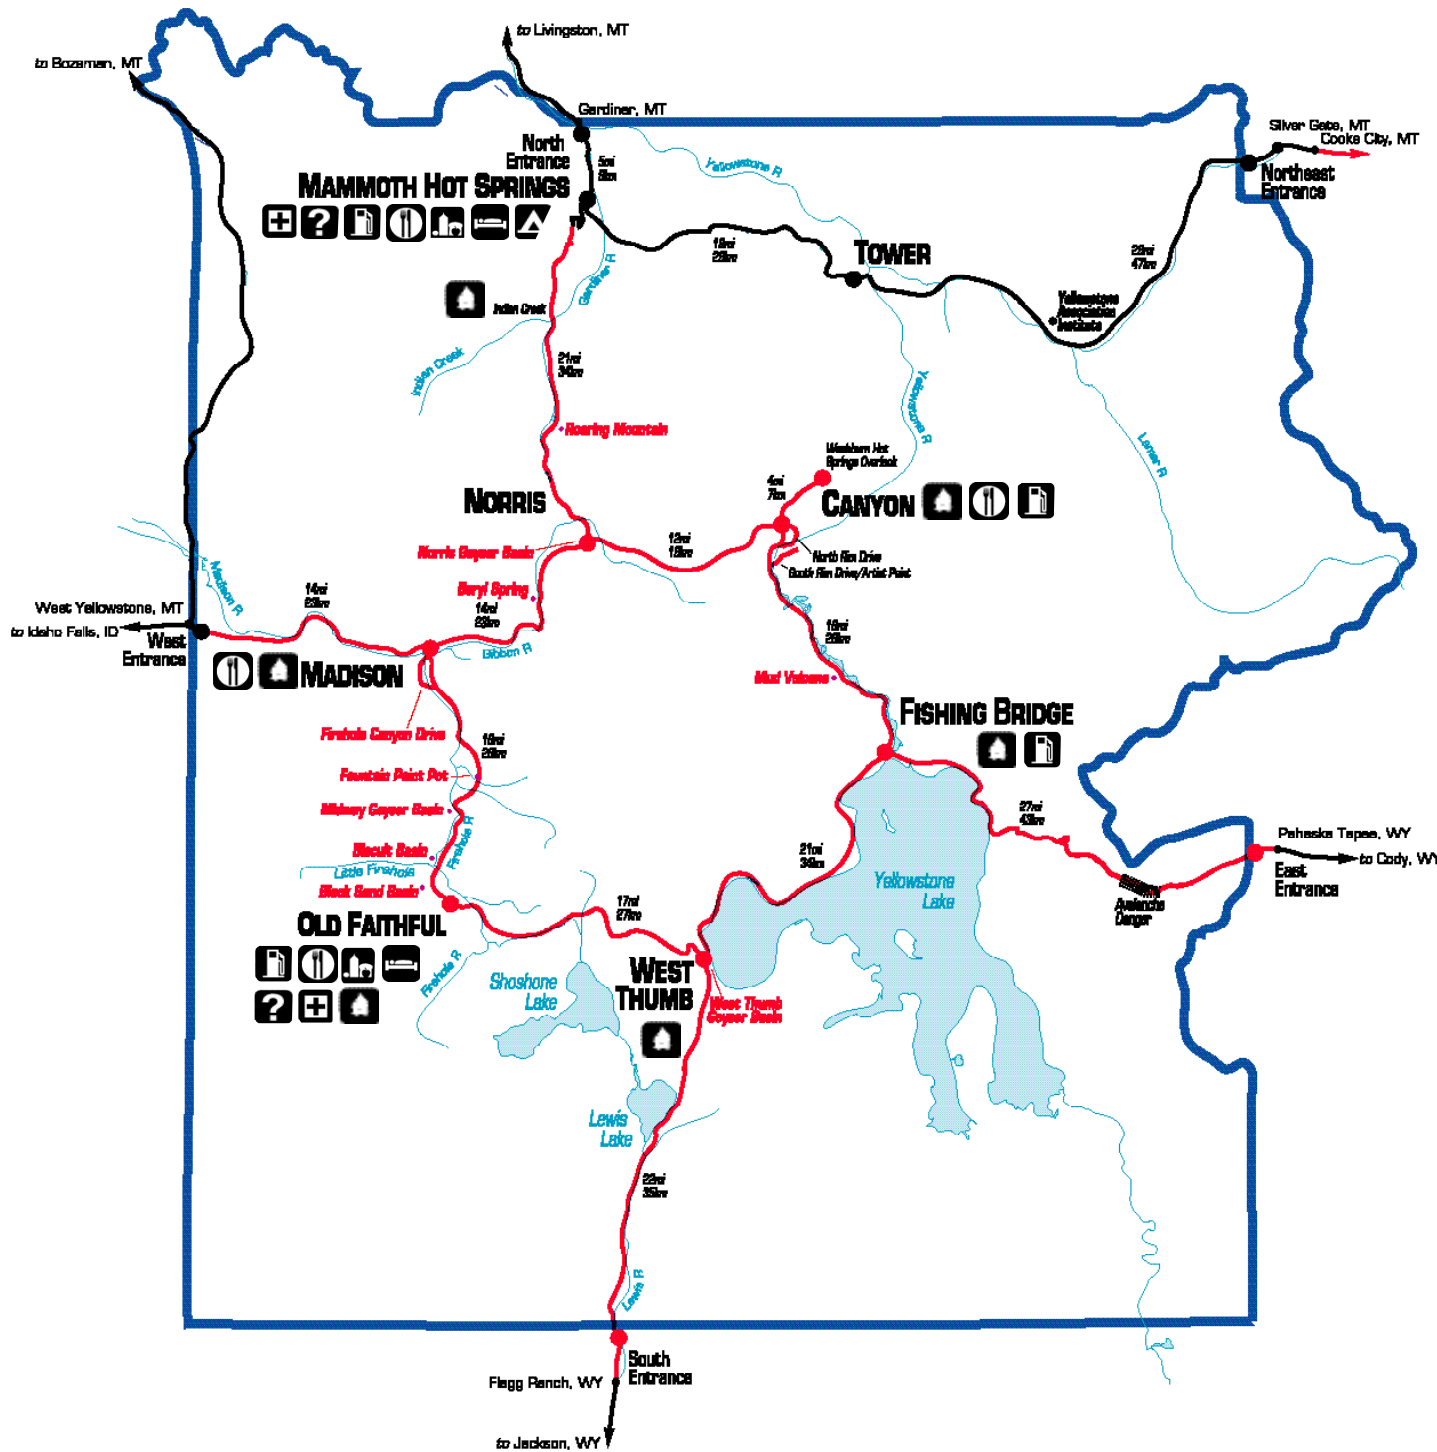 to Livingston, MT
to Bozeman, MT
Gardiner, MT
North
Entrance
5mi
8km
Yellowstone R
Silver Gate, MT
Cooke City, MT
Northeast
Entrance
MAMMOTH HOT SPRINGS
?
18mi
29km
TOWER
29mi
47km
Gardiner R
Yellowstone
Association
Institute
Indian Creek
Indian Creek
21mi
34km
Yellowstone R
Roaring Mountain
Lamar R
Washburn Hot
Springs Overlook
4mi
7km
NORRIS
CANYON
Norris Geyser Basin
12mi
19km
North Rim Drive
South Rim Drive/Artist Point
Madison R
Beryl Spring
14mi
23km
14mi
23km
West Yellowstone, MT
to Idaho Falls, ID
West
Entrance
Gibbon R
16mi
26km
MADISON
Mud Volcano
FISHING BRIDGE
Firehole Canyon Drive
16mi
26km
Fountain Paint Pot
Midway Geyser Basin
Firehole R
27mi
43km
Pahaska Tepee, WY
to Cody, WY
East
Entrance
Biscuit Basin
Little Firehole
21mi
34km
Black Sand Basin
Yellowstone
Lake
Avalanche
Danger
17mi
27km
OLD FAITHFUL
?
Firehole R
Shoshone
Lake
WEST
THUMB
West Thumb
Geyser Basin
Lewis
Lake
22mi
35km
Lewis R
South
Entrance
Flagg Ranch, WY
to Jackson, WY